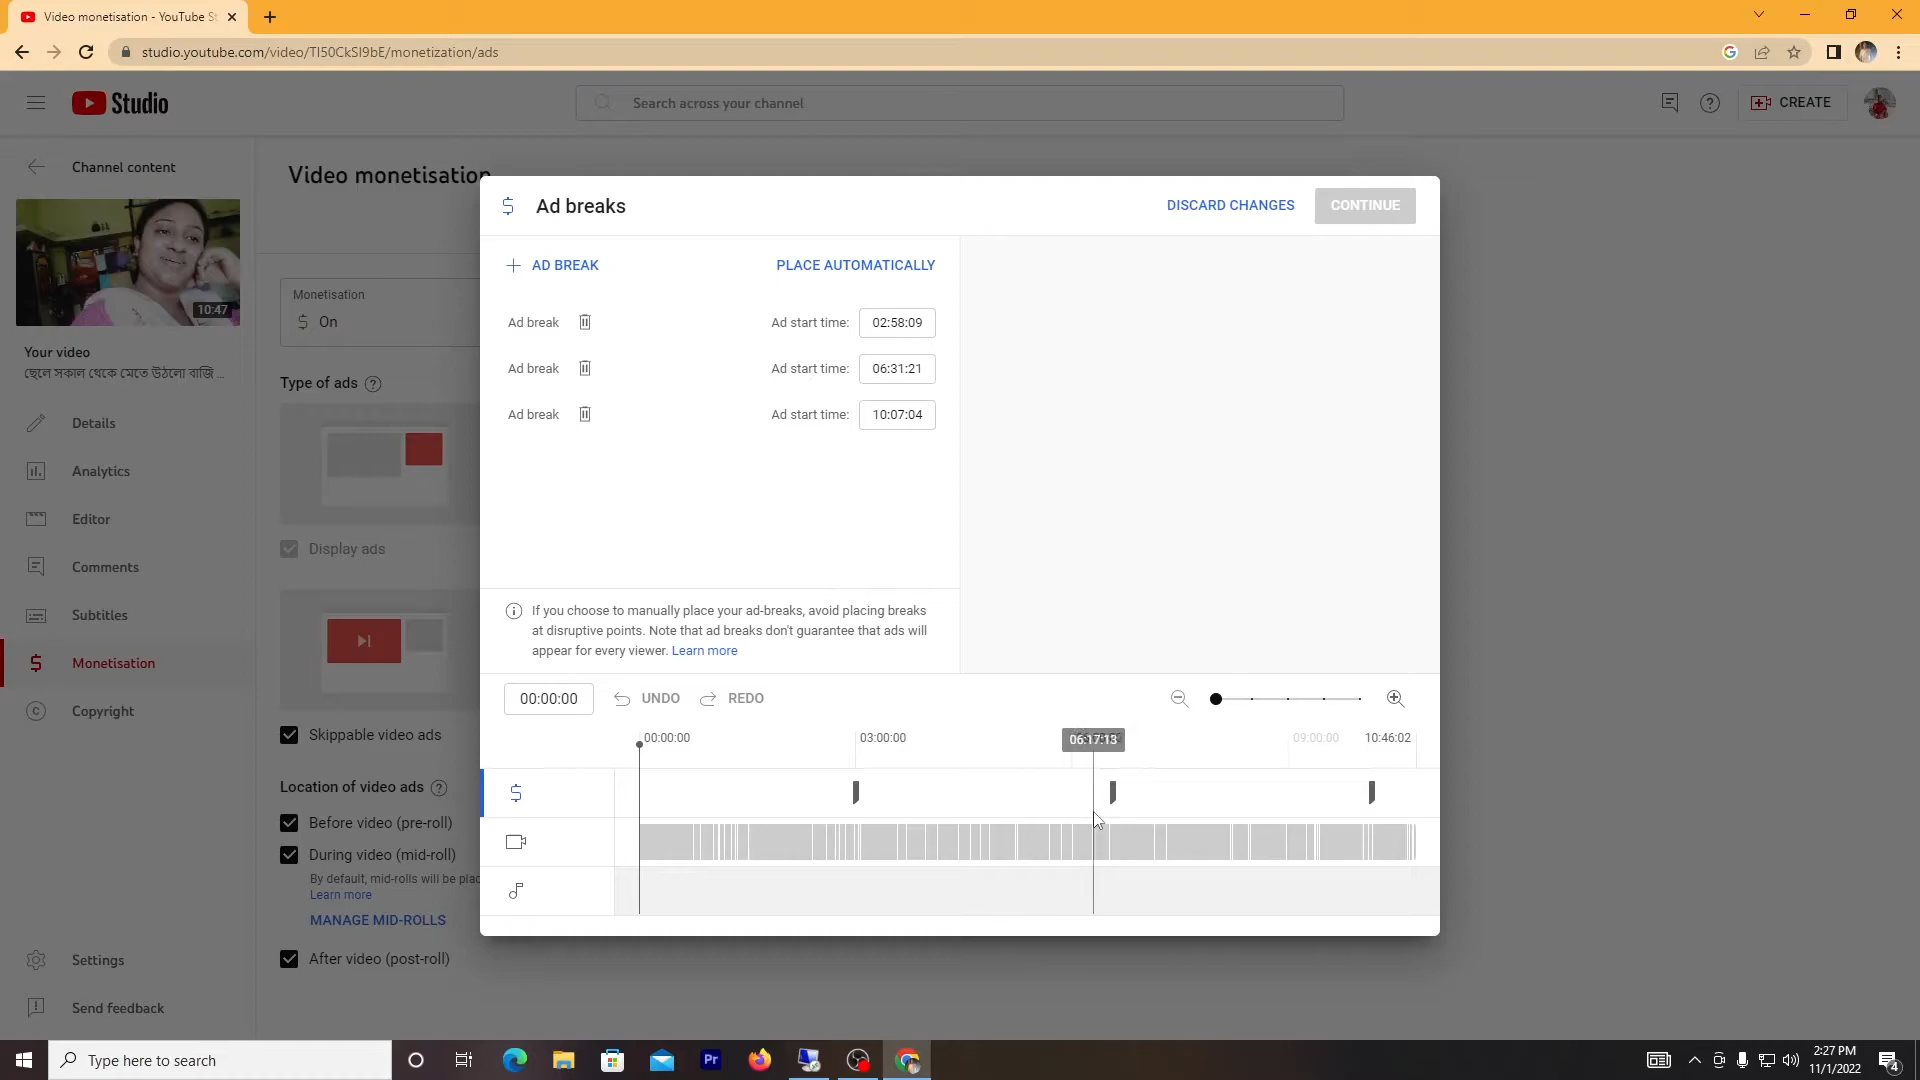 Video monetisation - YouTube St
studio.youtube.com/video/TI50CkSI9bE/monetization/ads
Studio
Search across your channel
CREATE
Channel content
10:47
Your video
ছেলে সকাল থেকে মেতে উঠলো বাজি ...
Details
Analytics
Editor
Comments
Subtitles
Monetisation
Copyright
Settings
Send feedback
Video monetisation
Monetisation
On
Type of ads
Display ads
Skippable video ads
Location of video ads
Before video (pre-roll)
During video (mid-roll)
By default, mid-rolls will be plac
Learn more
MANAGE MID-ROLLS
After video (post-roll)
Ad breaks
DISCARD CHANGES
CONTINUE
AD BREAK
PLACE AUTOMATICALLY
Ad break Ad start time: 02:58:09
Ad break Ad start time: 06:31:21
Ad break Ad start time: 10:07:04
If you choose to manually place your ad-breaks, avoid placing breaks
at disruptive points. Note that ad breaks don't guarantee that ads will
appear for every viewer. Learn more
00:00:00 UNDO REDO
00:00:00 03:00:00 06:17:13 09:00:00 10:46:02
Type here to search
Pr
2:27 PM
11/1/2022
4